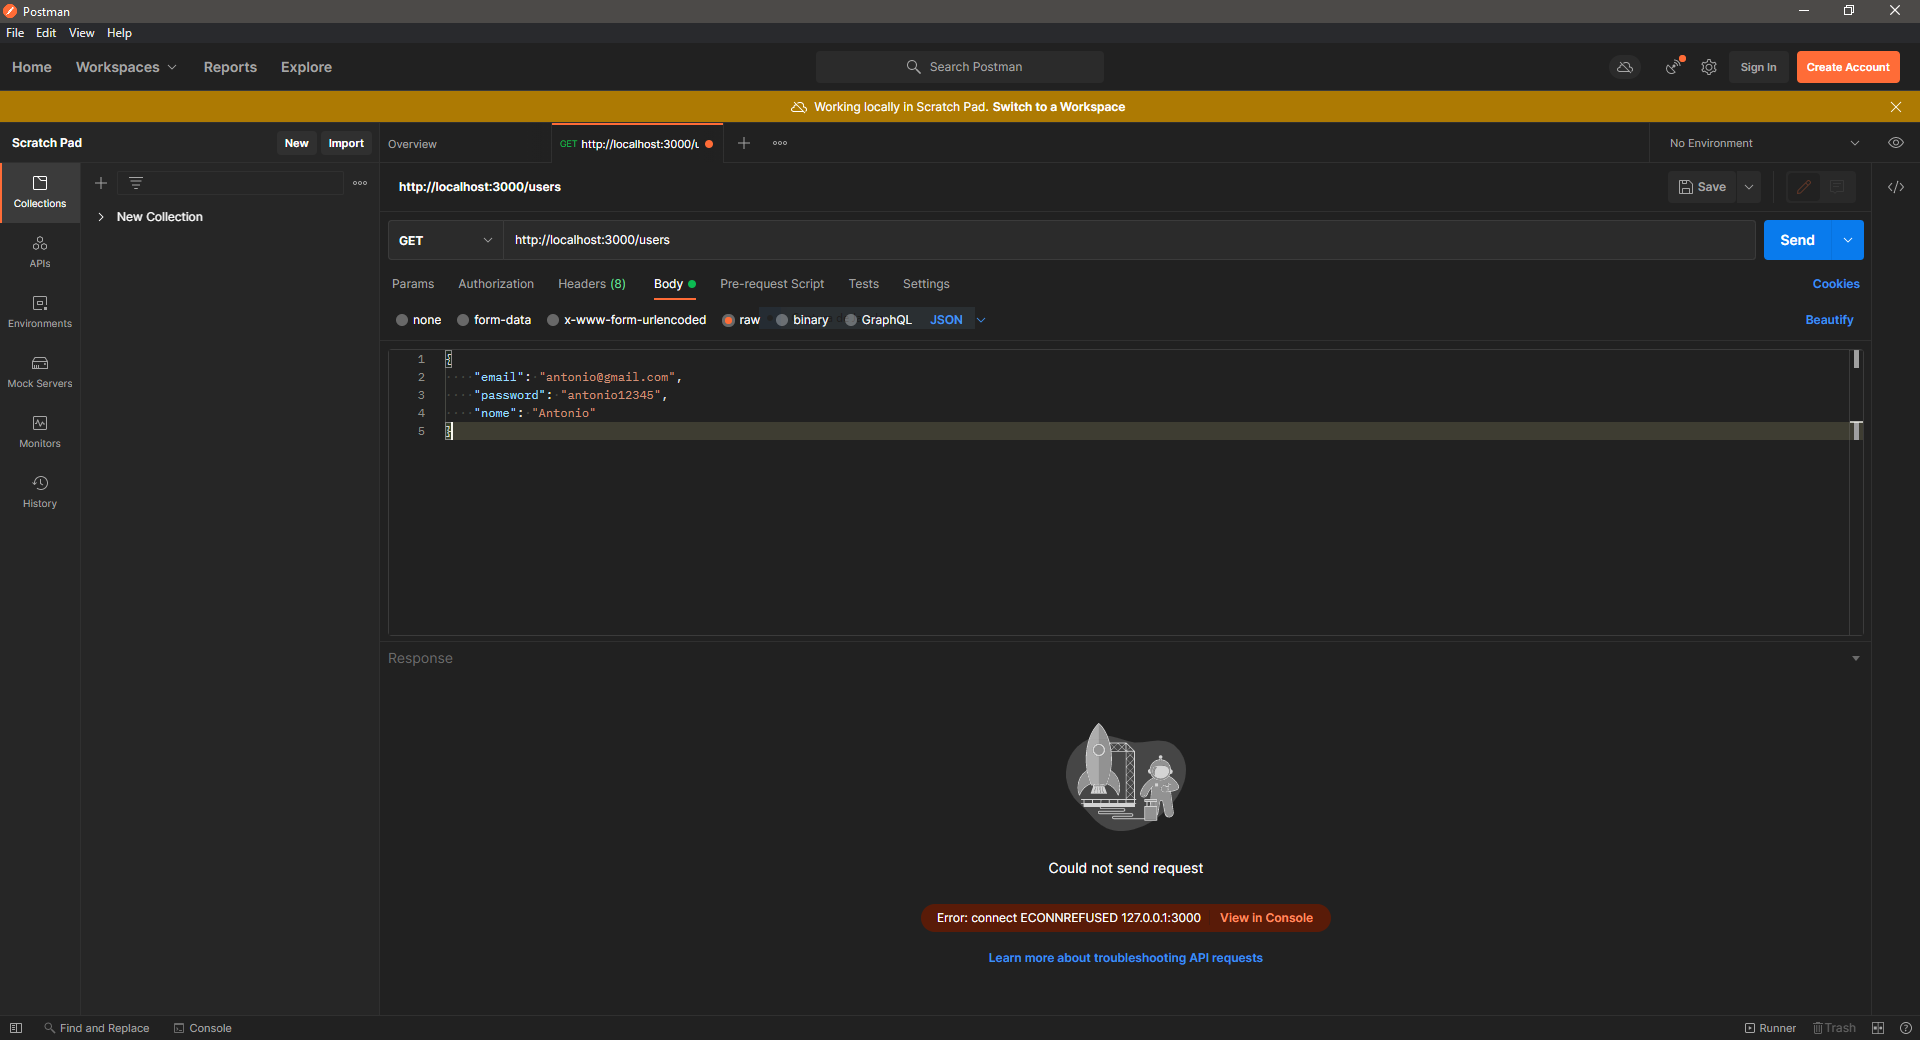 Postman
File Edit View Help
Home Workspaces Reports Explore Search Postman Sign In Create Account
Working locally in Scratch Pad. Switch to a Workspace
Scratch Pad New Import Overview GET http://localhost:3000/u No Environment
http://localhost:3000/users Save
Collections
New Collection
GET http://localhost:3000/users Send
APIs
Params Authorization Headers (8) Body Pre-request Script Tests Settings Cookies
Environments
none form-data x-www-form-urlencoded raw binary GraphQL JSON Beautify
Mock Servers
Monitors
History
1 {
2 "email": "antonio@gmail.com",
3 "password": "antonio12345",
4 "nome": "Antonio"
5 }
Response
Could not send request
Error: connect ECONNREFUSED 127.0.0.1:3000 View in Console
Learn more about troubleshooting API requests
Find and Replace Console Runner Trash